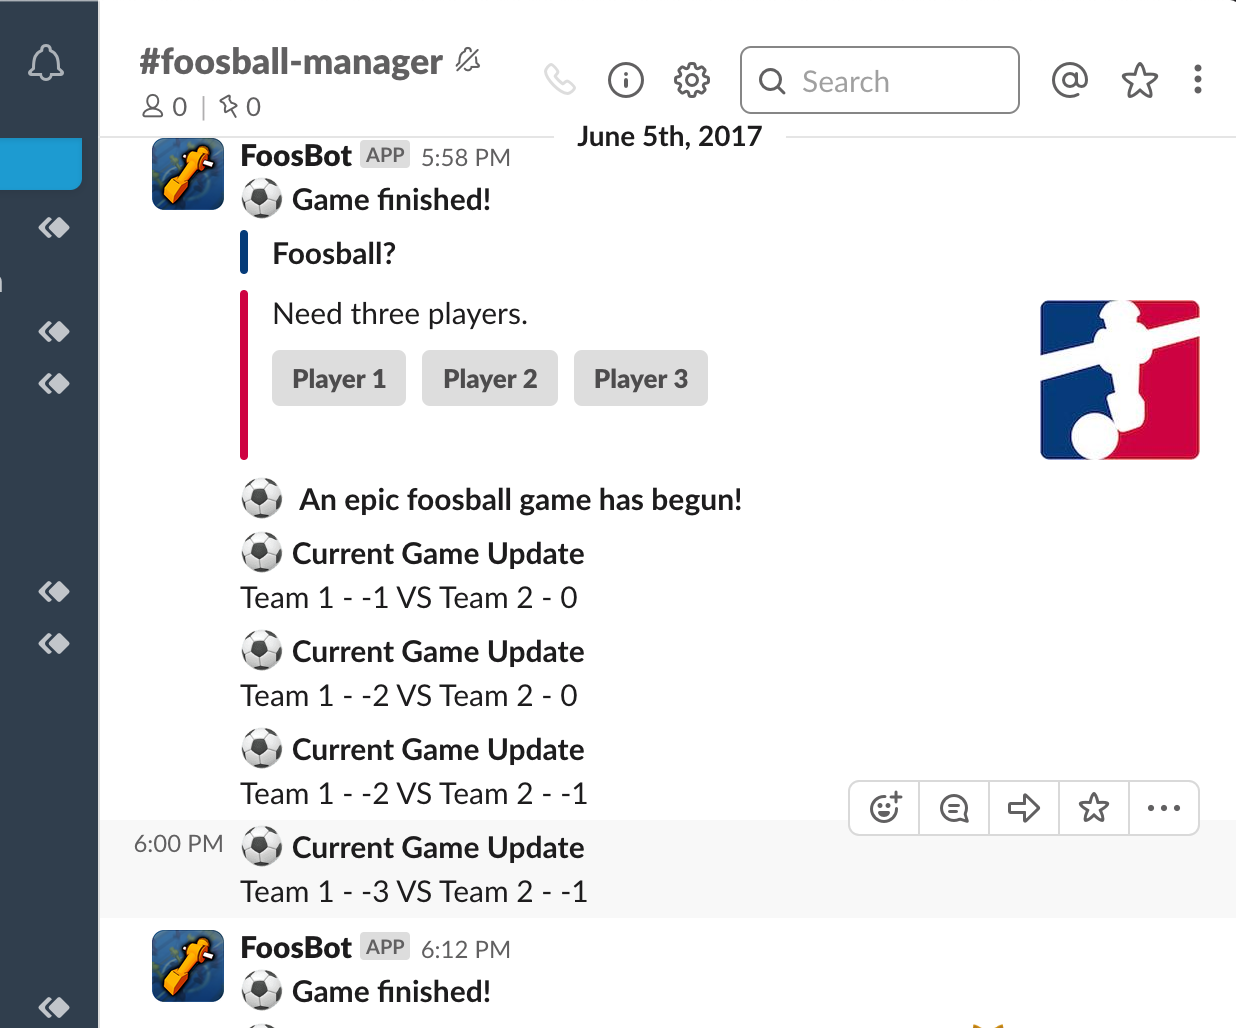 #foosball-manager
0 | 0
Search
June 5th, 2017
FoosBot APP 5:58 PM
Game finished!
Foosball?
Need three players.
Player 1 Player 2 Player 3
An epic foosball game has begun!
Current Game Update
Team 1 - -1 VS Team 2 - 0
Current Game Update
Team 1 - -2 VS Team 2 - 0
Current Game Update
Team 1 - -2 VS Team 2 - -1
6:00 PM Current Game Update
Team 1 - -3 VS Team 2 - -1
FoosBot APP 6:12 PM
Game finished!